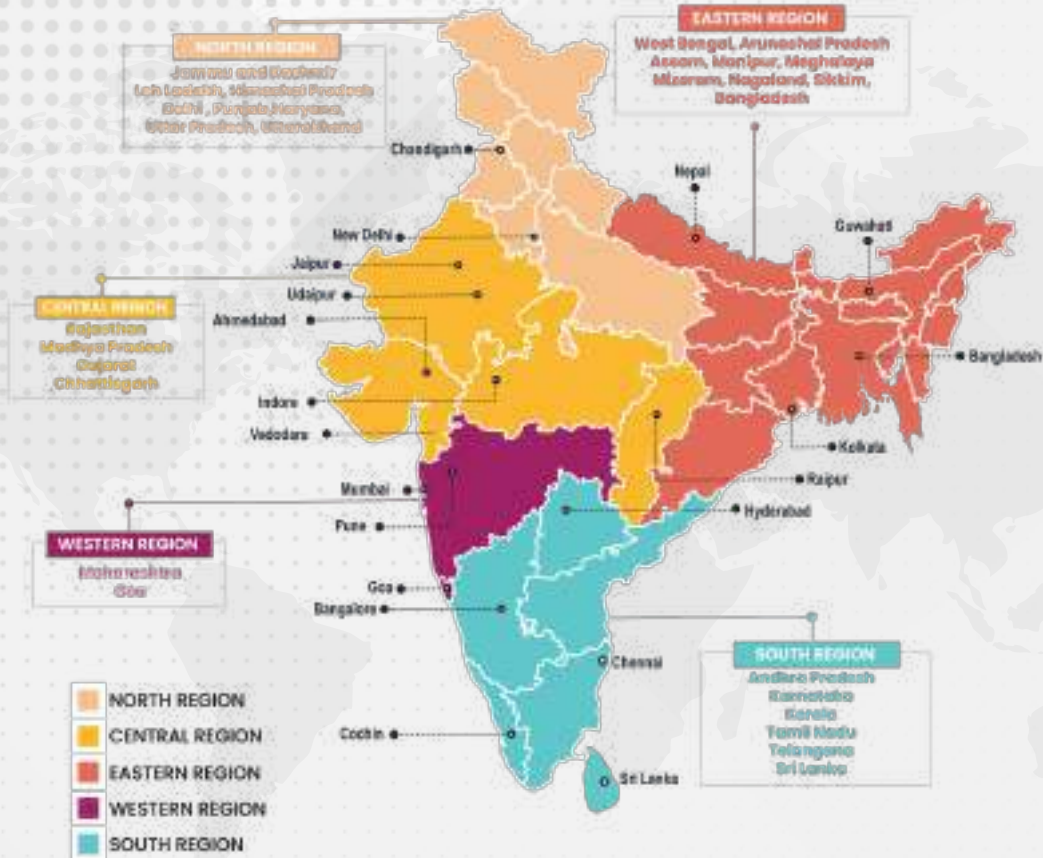 NORTH REGION
Jammu and Kashmir
Leh Ladakh, Himachal Pradesh
Delhi , Punjab, Haryana,
Uttar Pradesh, Uttarakhand
EASTERN REGION
West Bengal, Arunachal Pradesh
Assam, Manipur, Meghalaya
Mizoram, Nagaland, Sikkim,
Bangladesh
Chandigarh
Nepal
New Delhi
Guwahati
Jaipur
Udaipur
CENTRAL REGION
Rajasthan
Madhya Pradesh
Gujarat
Chhattisgarh
Ahmedabad
Bangladesh
Indore
Vadodara
Kolkata
Mumbai
Raipur
Pune
Hyderabad
WESTERN REGION
Maharashtra
Goa
Goa
Bangalore
Chennai
SOUTH REGION
Andhra Pradesh
Karnataka
Kerala
Tamil Nadu
Telangana
Sri Lanka
Cochin
Sri Lanka
NORTH REGION
CENTRAL REGION
EASTERN REGION
WESTERN REGION
SOUTH REGION